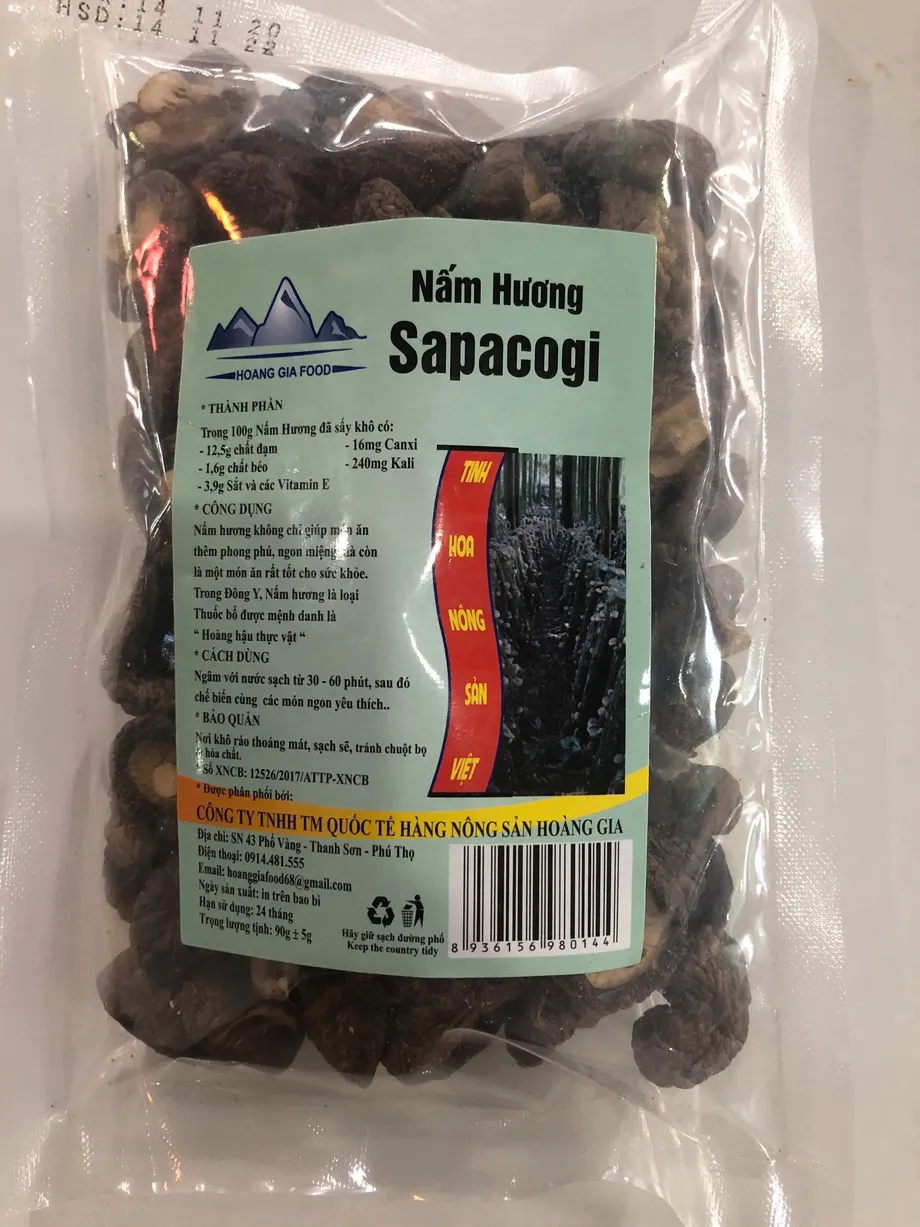 14 11 20
HSD:14 11 22
HOANG GIA FOOD
Nấm Hương
Sapacogi
* THÀNH PHẦN
Trong 100g Nấm Hương đã sấy khô có:
- 12,5g chất đạm - 16mg Canxi
- 1,6g chất béo - 240mg Kali
- 3,9g Sắt và các Vitamin E
* CÔNG DỤNG
Nấm hương không chỉ giúp món ăn
thêm phong phú, ngon miệng mà còn
là một món ăn rất tốt cho sức khỏe.
Trong Đông Y, Nấm hương là loại
Thuốc bổ được mệnh danh là
“ Hoàng hậu thực vật “
* CÁCH DÙNG
Ngâm với nước sạch từ 30 - 60 phút, sau đó
chế biến cùng các món ngon yêu thích..
* BẢO QUẢN
Nơi khô ráo thoáng mát, sạch sẽ, tránh chuột bọ
hóa chất.
* Số XNCB: 12526/2017/ATTP-XNCB
* Được phân phối bởi:
TINH
HOA
NÔNG
SẢN
VIỆT
CÔNG TY TNHH TM QUỐC TẾ HÀNG NÔNG SẢN HOÀNG GIA
Địa chỉ: SN 43 Phố Vàng - Thanh Sơn - Phú Thọ
Điện thoại: 0914.481.555
Email: hoanggiafood68@gmail.com
Ngày sản xuất: in trên bao bì
Hạn sử dụng: 24 tháng
Trọng lượng tịnh: 90g ± 5g
Hãy giữ sạch đường phố
Keep the country tidy
8 936156 980144